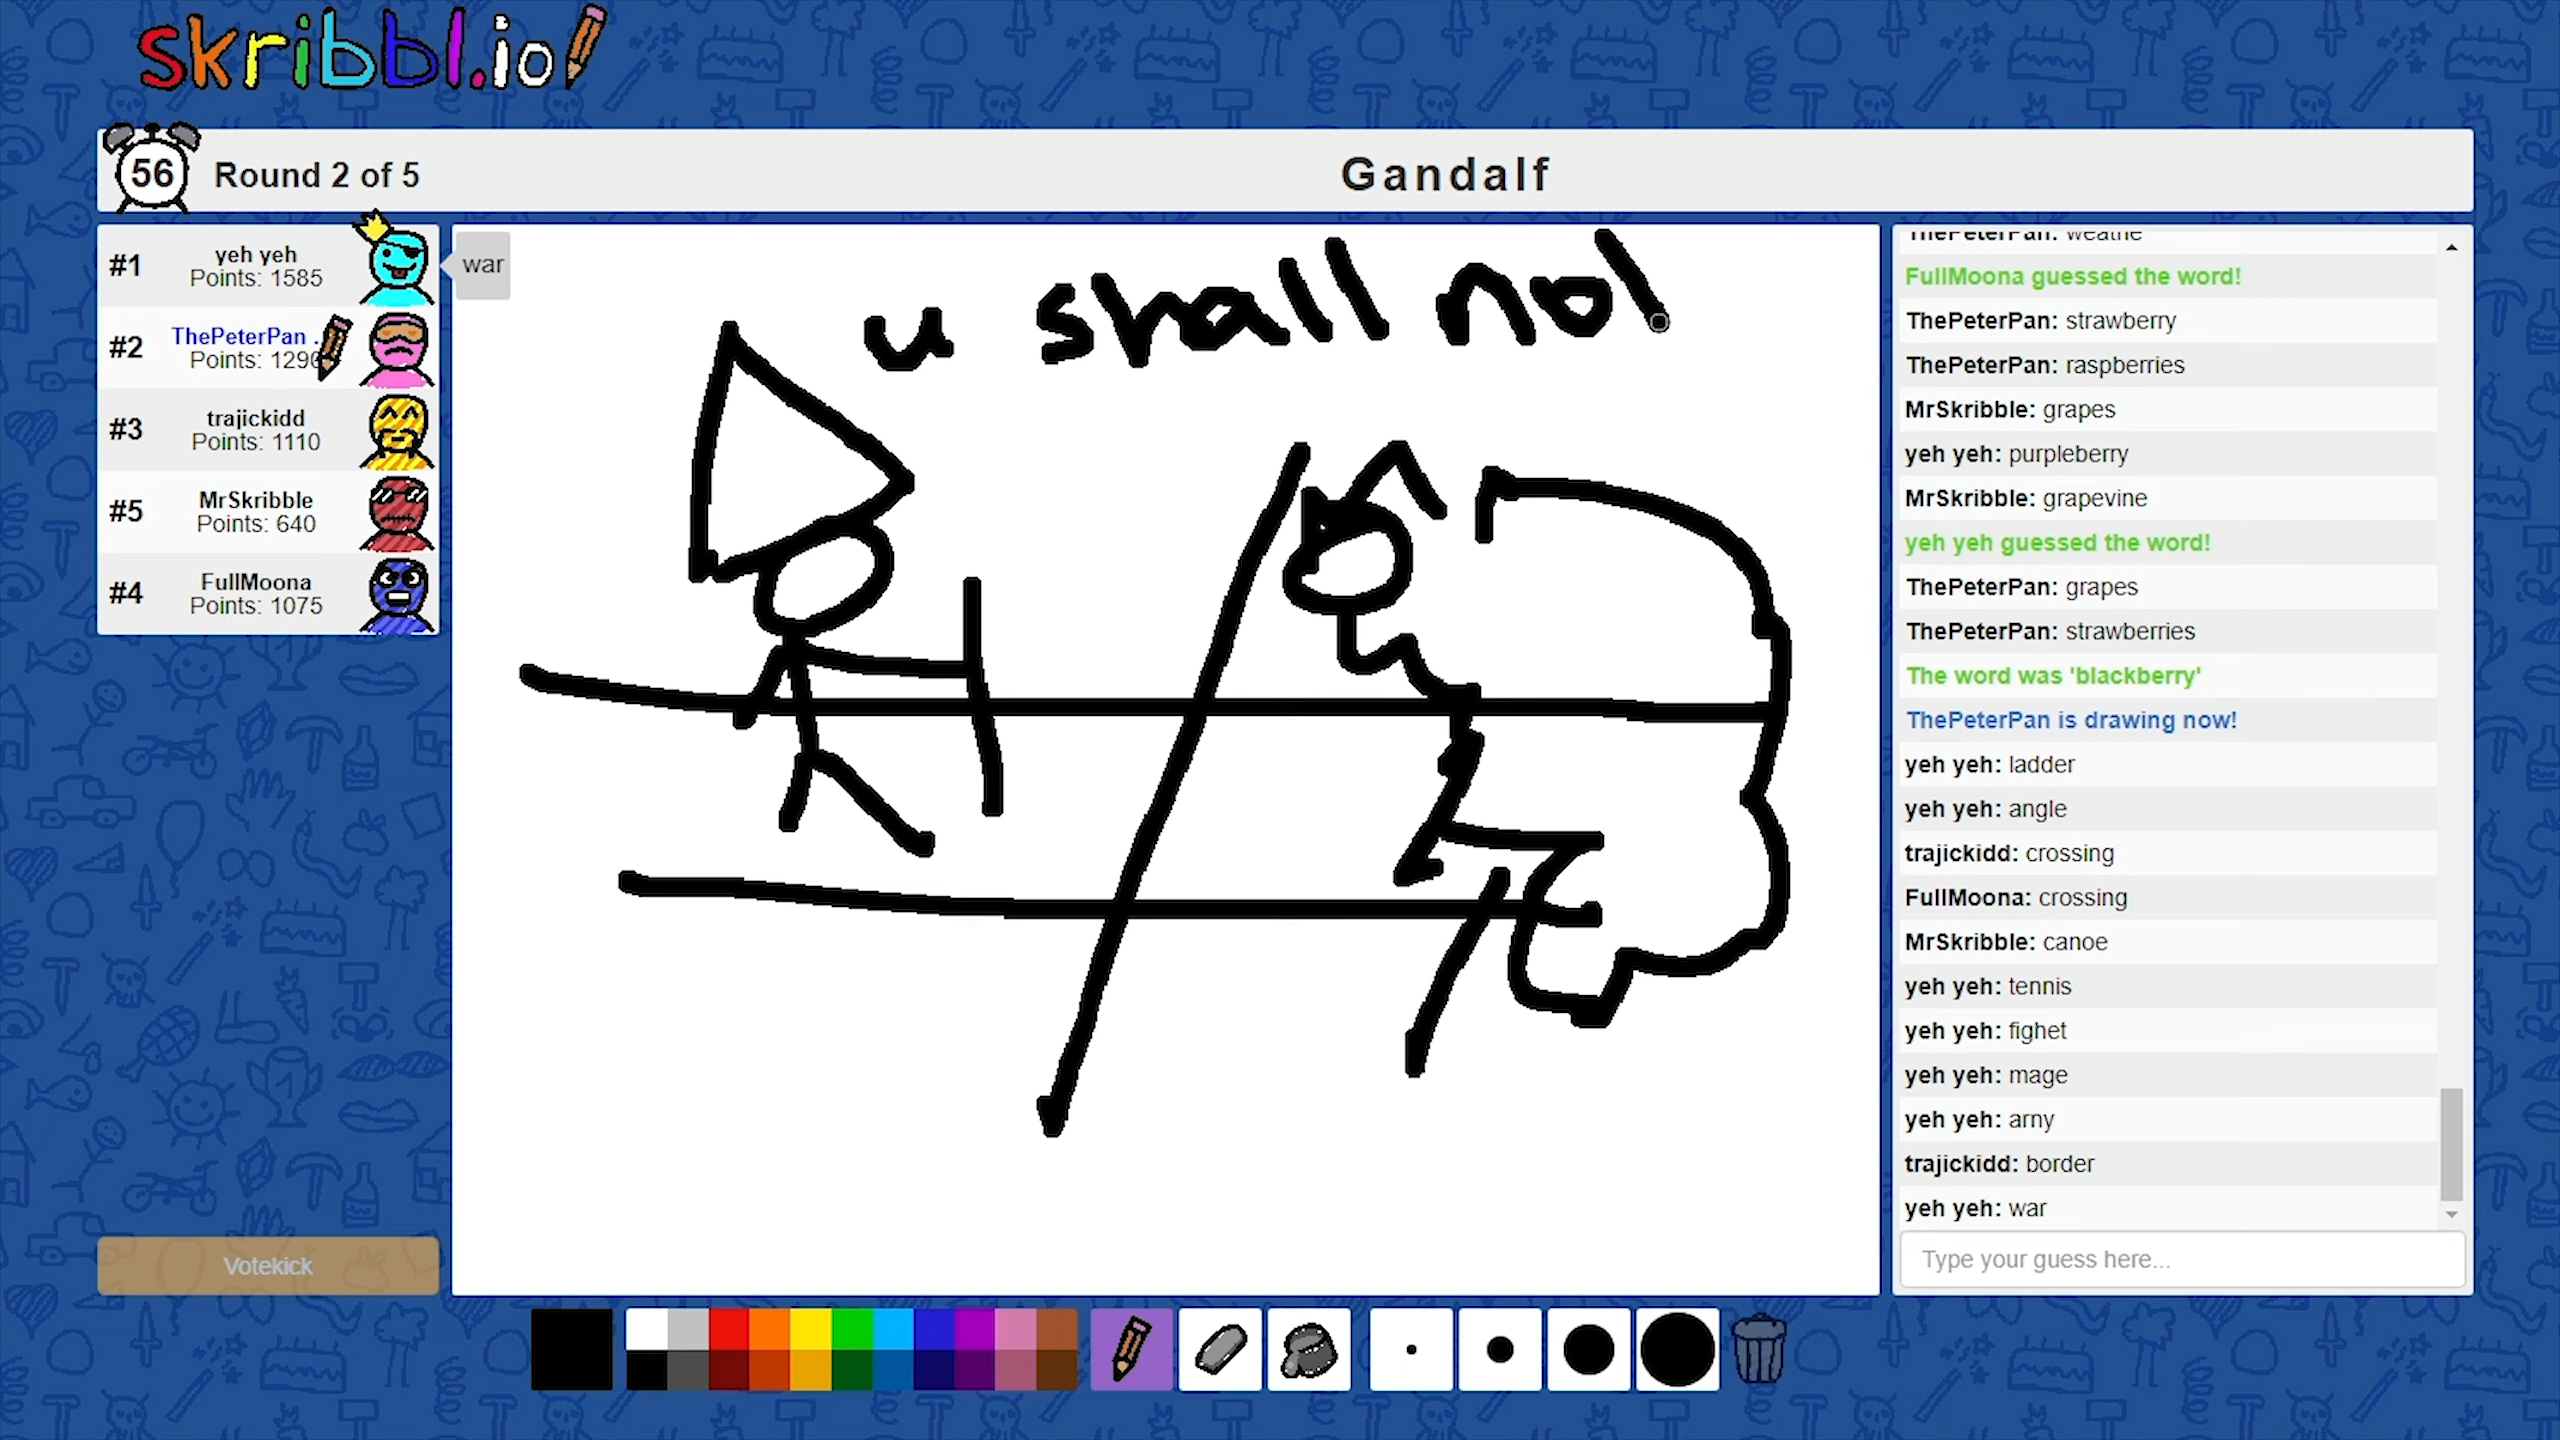 skribbl.io
56
Round 2 of 5
Gandalf
#1
yeh yeh
Points: 1585
war
#2
ThePeterPan .
Points: 1290
#3
trajickidd
Points: 1110
#5
MrSkribble
Points: 640
#4
FullMoona
Points: 1075
Votekick
u shall nol
ThePeterPan: weathe
FullMoona guessed the word!
ThePeterPan: strawberry
ThePeterPan: raspberries
MrSkribble: grapes
yeh yeh: purpleberry
MrSkribble: grapevine
yeh yeh guessed the word!
ThePeterPan: grapes
ThePeterPan: strawberries
The word was 'blackberry'
ThePeterPan is drawing now!
yeh yeh: ladder
yeh yeh: angle
trajickidd: crossing
FullMoona: crossing
MrSkribble: canoe
yeh yeh: tennis
yeh yeh: fighet
yeh yeh: mage
yeh yeh: arny
trajickidd: border
yeh yeh: war
Type your guess here...